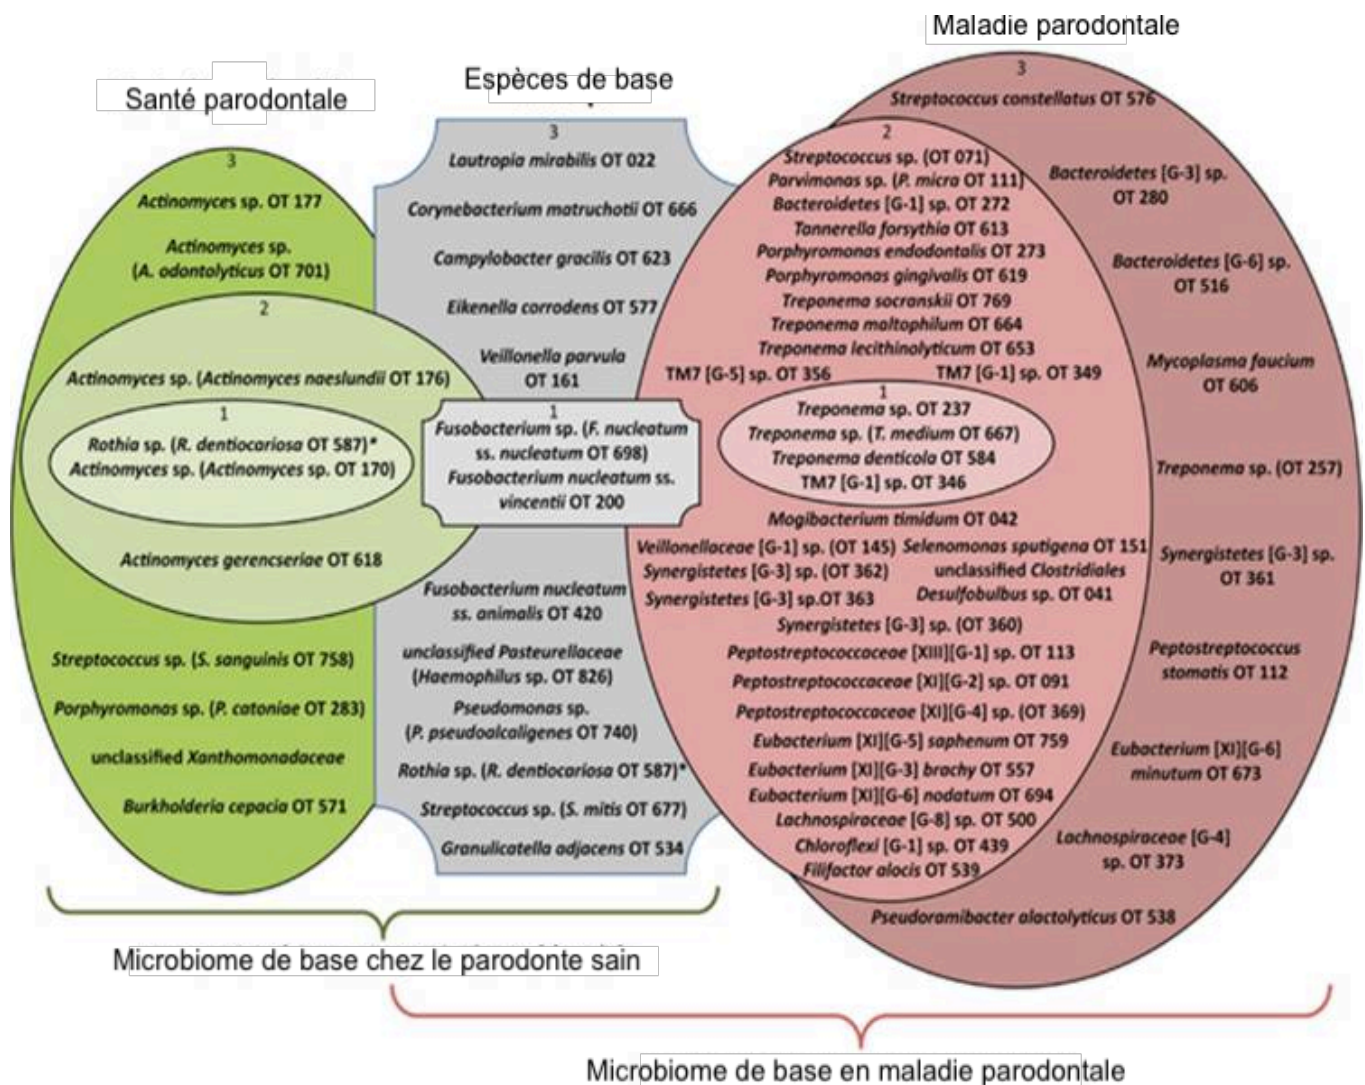 Maladie parodontale
Santé parodontale
Espèces de base
3
Actinomyces sp. OT 177
Actinomyces sp.
(A. odontolyticus OT 701)
2
Actinomyces sp. (Actinomyces naeslundii OT 176)
1
Rothia sp. (R. dentiocariosa OT 587)*
Actinomyces sp. (Actinomyces sp. OT 170)
Actinomyces gerencseriae OT 618
Streptococcus sp. (S. sanguinis OT 758)
Porphyromonas sp. (P. catoniae OT 283)
unclassified Xanthomonadaceae
Burkholderia cepacia OT 571
3
Lautropia mirabilis OT 022
Corynebacterium matruchotii OT 666
Campylobacter gracilis OT 623
Eikenella corrodens OT 577
Veillonella parvula
OT 161
1
Fusobacterium sp. (F. nucleatum
ss. nucleatum OT 698)
Fusobacterium nucleatum ss.
vincentii OT 200
Fusobacterium nucleatum
ss. animalis OT 420
unclassified Pasteurellaceae
(Haemophilus sp. OT 826)
Pseudomonas sp.
(P. pseudoalcaligenes OT 740)
Rothia sp. (R. dentiocariosa OT 587)*
Streptococcus sp. (S. mitis OT 677)
Granulicatella adjacens OT 534
2
Streptococcus sp. (OT 071)
Parvimonas sp. (P. micra OT 111)
Bacteroidetes [G-1] sp. OT 272
Tannerella forsythia OT 613
Porphyromonas endodontalis OT 273
Porphyromonas gingivalis OT 619
Treponema socranskii OT 769
Treponema maltophilum OT 664
Treponema lecithinolyticum OT 653
TM7 [G-5] sp. OT 356 TM7 [G-1] sp. OT 349
1
Treponema sp. OT 237
Treponema sp. (T. medium OT 667)
Treponema denticola OT 584
TM7 [G-1] sp. OT 346
Mogibacterium timidum OT 042
Veillonellaceae [G-1] sp. (OT 145) Selenomonas sputigena OT 151
Synergistetes [G-3] sp. (OT 362) unclassified Clostridiales
Synergistetes [G-3] sp.OT 363 Desulfobulbus sp. OT 041
Synergistetes [G-3] sp. (OT 360)
Peptostreptococcaceae [XIII][G-1] sp. OT 113
Peptostreptococcaceae [XI][G-2] sp. OT 091
Peptostreptococcaceae [XI][G-4] sp. (OT 369)
Eubacterium [XI][G-5] saphenum OT 759
Eubacterium [XI][G-3] brachy OT 557
Eubacterium [XI][G-6] nodatum OT 694
Lachnospiraceae [G-8] sp. OT 500
Chloroflexi [G-1] sp. OT 439
Filifactor alocis OT 539
3
Streptococcus constellatus OT 576
Bacteroidetes [G-3] sp.
OT 280
Bacteroidetes [G-6] sp.
OT 516
Mycoplasma faucium
OT 606
Treponema sp. (OT 257)
Synergistetes [G-3] sp.
OT 361
Peptostreptococcus
stomatis OT 112
Eubacterium [XI][G-6]
minutum OT 673
Lachnospiraceae [G-4]
sp. OT 373
Pseudoramibacter alactolyticus OT 538
Microbiome de base chez le parodonte sain
Microbiome de base en maladie parodontale